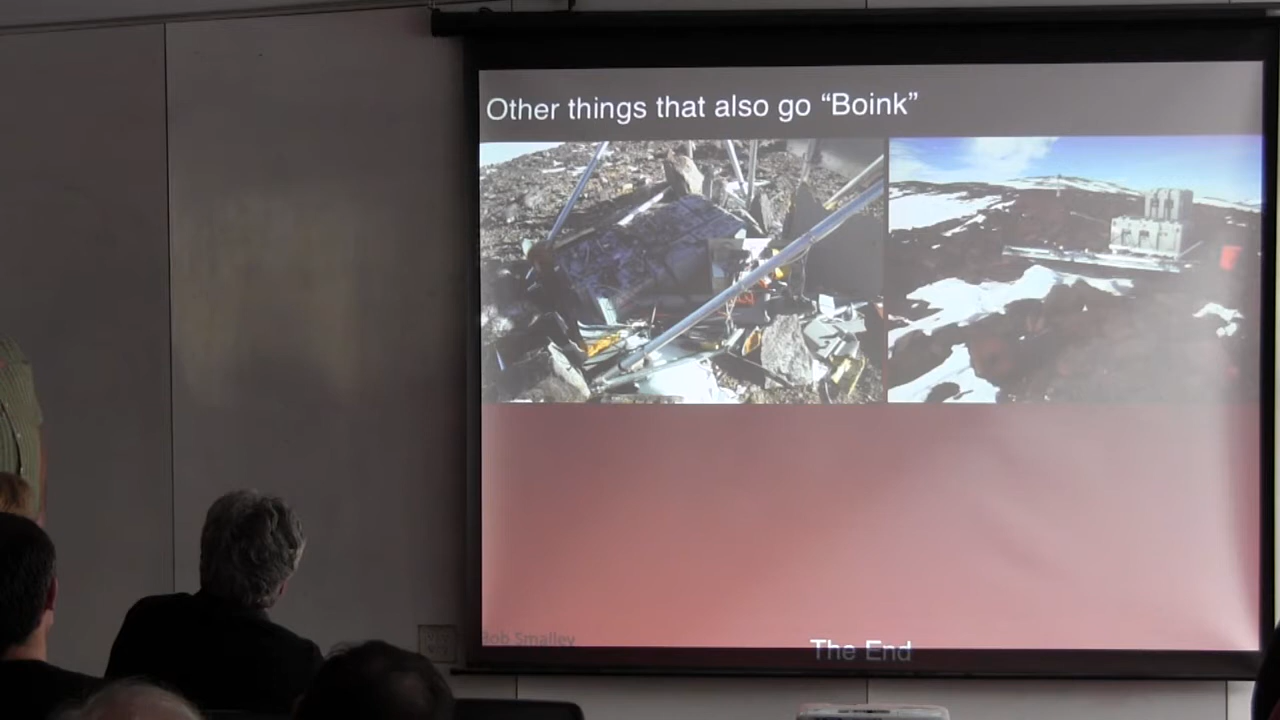 Other things that also go “Boink”
Bob Smalley
The End